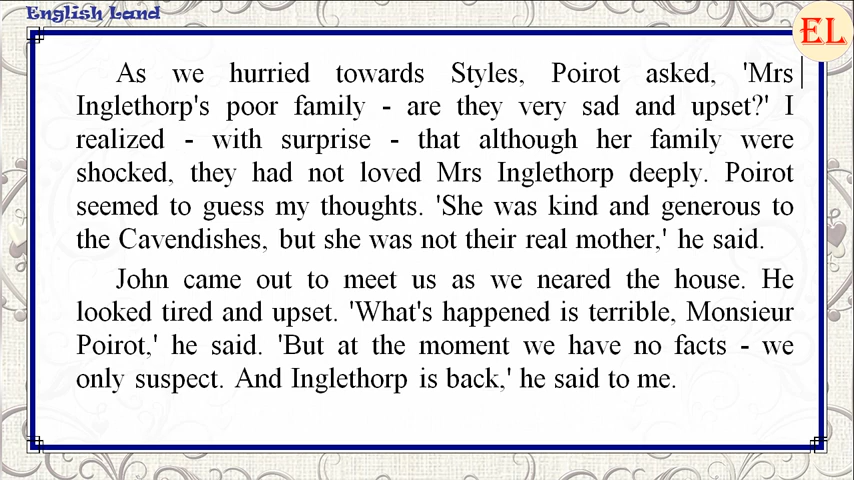 English Land
EL
As we hurried towards Styles, Poirot asked, 'Mrs
Inglethorp's poor family - are they very sad and upset?' I
realized - with surprise - that although her family were
shocked, they had not loved Mrs Inglethorp deeply. Poirot
seemed to guess my thoughts. 'She was kind and generous to
the Cavendishes, but she was not their real mother,' he said.
John came out to meet us as we neared the house. He
looked tired and upset. 'What's happened is terrible, Monsieur
Poirot,' he said. 'But at the moment we have no facts - we
only suspect. And Inglethorp is back,' he said to me.